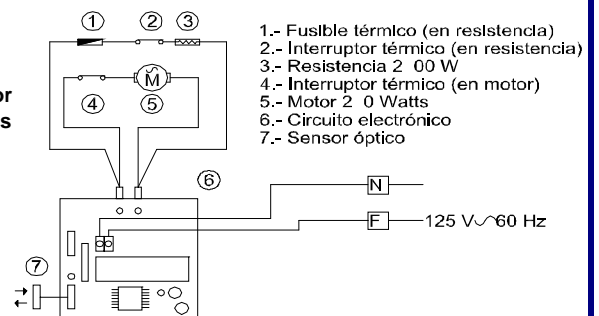 1.- Fusible térmico (en resistencia)
2.- Interruptor térmico (en resistencia)
3.- Resistencia 2 00 W
4.- Interruptor térmico (en motor)
5.- Motor 2 0 Watts
6.- Circuito electrónico
7.- Sensor óptico
1
2
3
or
s
M
4
5
6
N
F
125 V 60 Hz
7